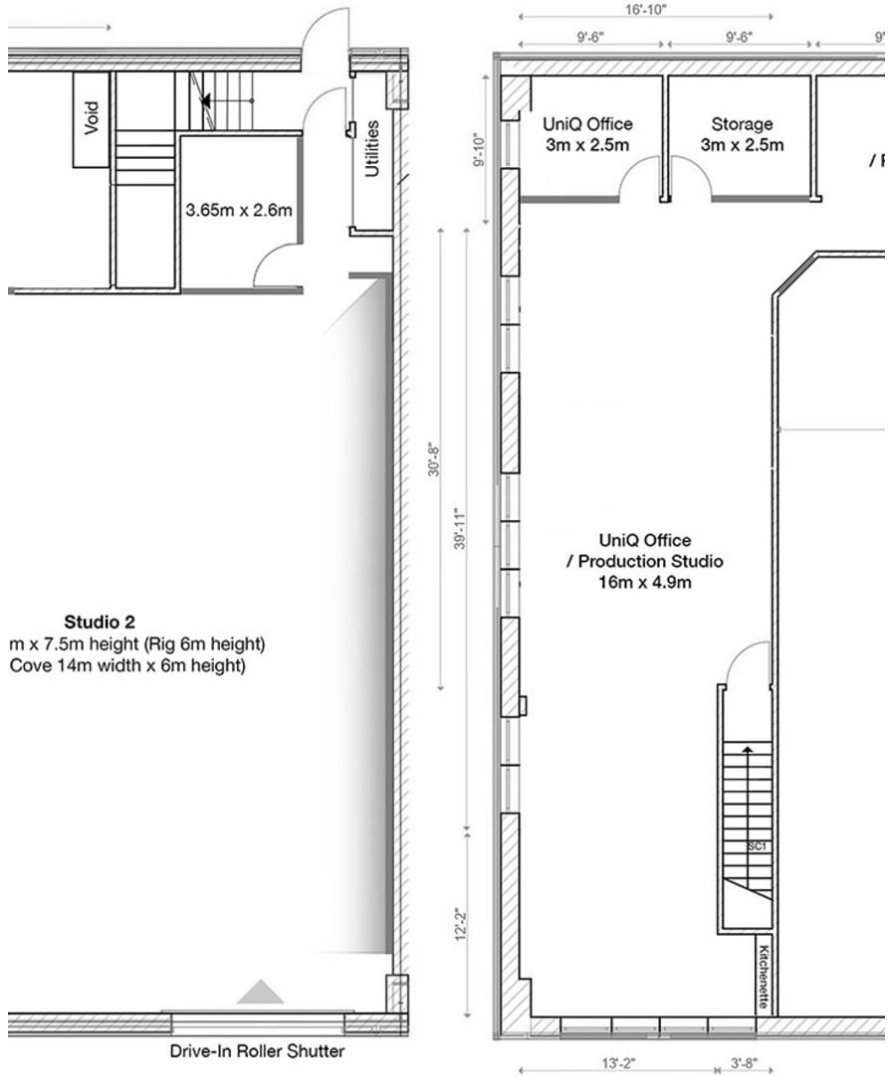 16'-10"
9'-6"
9'-6"
9'
Void
Utilities
3.65m x 2.6m
9'-10"
UniQ Office
3m x 2.5m
Storage
3m x 2.5m
/ F
30'-8"
39'-11"
UniQ Office
/ Production Studio
16m x 4.9m
Studio 2
m x 7.5m height (Rig 6m height)
Cove 14m width x 6m height)
SC1
12'-2"
Kitchenette
Drive-In Roller Shutter
13'-2"
3'-8"